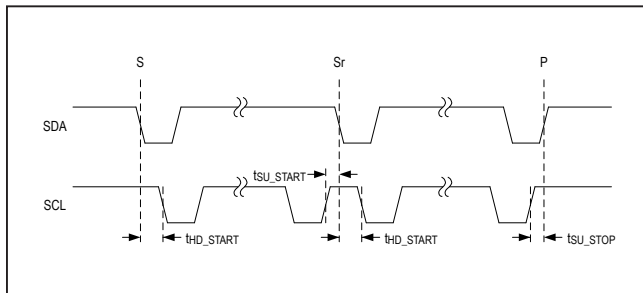 S Sr P
SDA
tSU_START
SCL
tHD_START tHD_START tSU_STOP